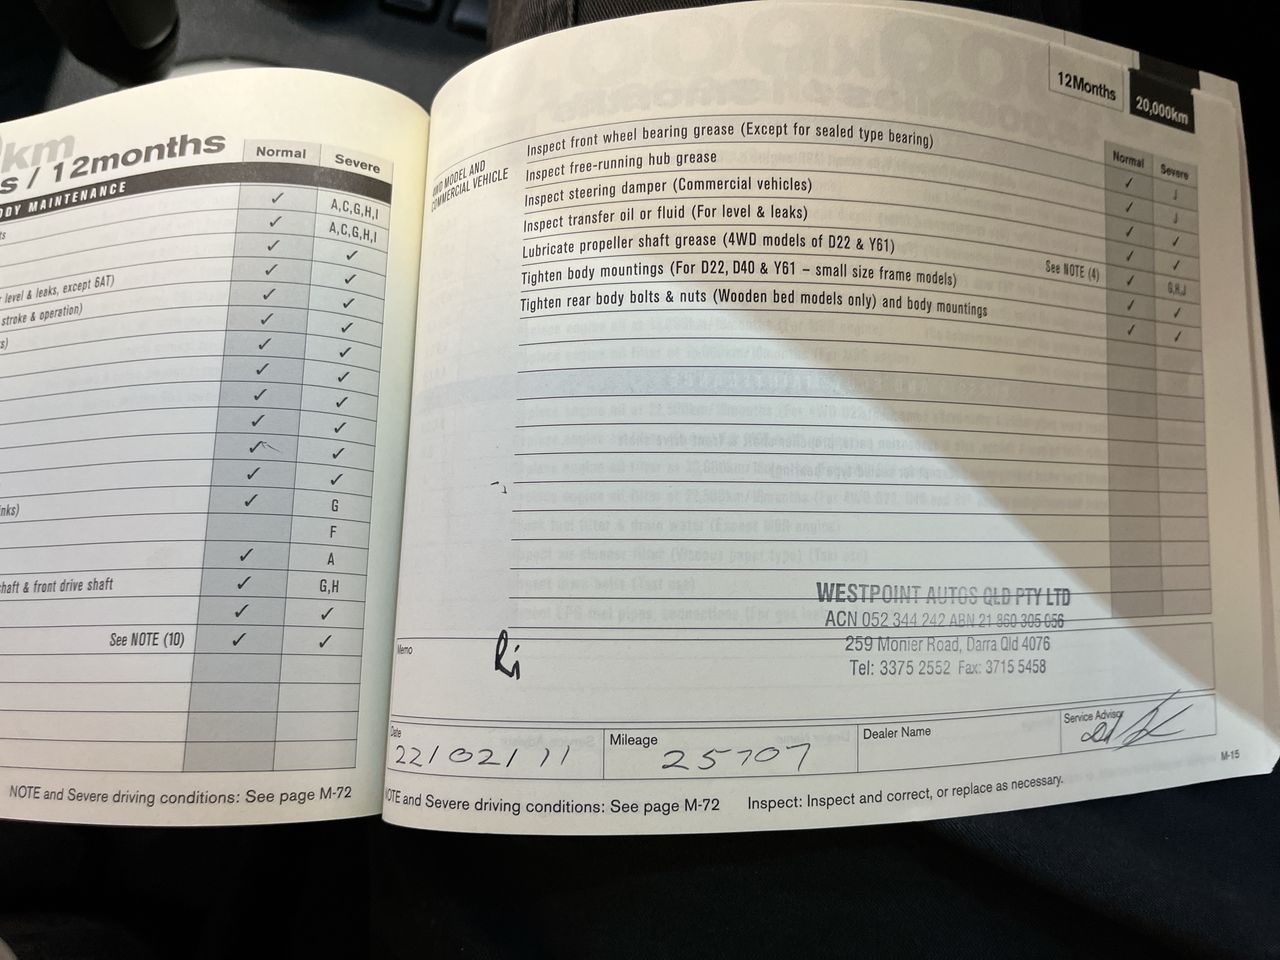 km
s / 12months
Normal
Severe
ODY MAINTENANCE
✓
A,C,G,H,I
✓
A,C,G,H,I
✓ ✓
r level & leaks, except 6AT)
✓ ✓
stroke & operation)
✓ ✓
s)
✓ ✓
✓ ✓
✓ ✓
✓ ✓
✓ ✓
✓ ✓
✓ ✓
nks)
✓ G
F
✓ A
haft & front drive shaft
✓ G,H
✓ ✓
See NOTE (10)
✓ ✓
NOTE and Severe driving conditions: See page M-72
12Months
20,000km
4WD MODEL AND
COMMERCIAL VEHICLE
Normal
Severe
Inspect front wheel bearing grease (Except for sealed type bearing) ✓ J
Inspect free-running hub grease ✓ J
Inspect steering damper (Commercial vehicles) ✓ ✓
Inspect transfer oil or fluid (For level & leaks) ✓ ✓
Lubricate propeller shaft grease (4WD models of D22 & Y61) See NOTE (4) ✓ G,H,J
Tighten body mountings (For D22, D40 & Y61 – small size frame models) ✓ ✓
Tighten rear body bolts & nuts (Wooden bed models only) and body mountings ✓ ✓
WESTPOINT AUTOS QLD PTY LTD
ACN 052 344 242 ABN 21 860 305 056
259 Monier Road, Darra Qld 4076
Tel: 3375 2552 Fax: 3715 5458
Memo
Date
22/02/11
Mileage
25707
Dealer Name
Service Advisor
M-15
NOTE and Severe driving conditions: See page M-72
Inspect: Inspect and correct, or replace as necessary.